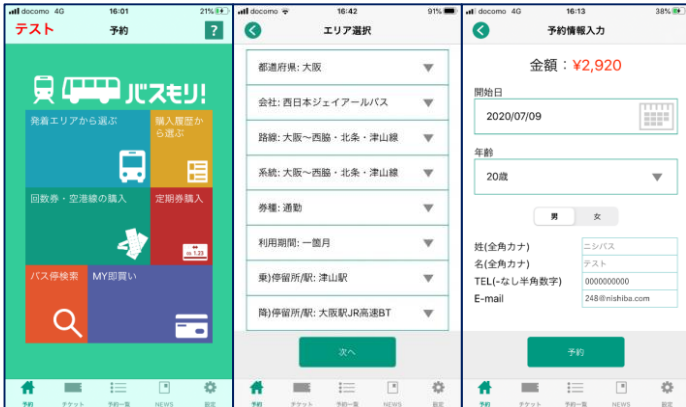 docomo 4G 16:01 21%
テスト 予約 ?
バスもり!
発着エリアから選ぶ
購入履歴か
ら選ぶ
回数券・空港線の購入
定期券購入
バス停検索
MY即買い
予約 チケット 予約一覧 NEWS 設定
docomo 16:42 91%
エリア選択
都道府県: 大阪
会社: 西日本ジェイアールバス
路線: 大阪~西脇・北条・津山線
系統: 大阪~西脇・北条・津山線
券種: 通勤
利用期間: 一箇月
乗)停留所/駅: 津山駅
降)停留所/駅: 大阪駅JR高速BT
次へ
予約 チケット 予約一覧 NEWS 設定
docomo 4G 16:13 38%
予約情報入力
金額:¥2,920
開始日
2020/07/09
年齢
20歳
男 女
姓(全角カナ) ニシバス
名(全角カナ) テスト
TEL(-なし半角数字) 0000000000
E-mail 248@nishiba.com
予約
予約 チケット 予約一覧 NEWS 設定